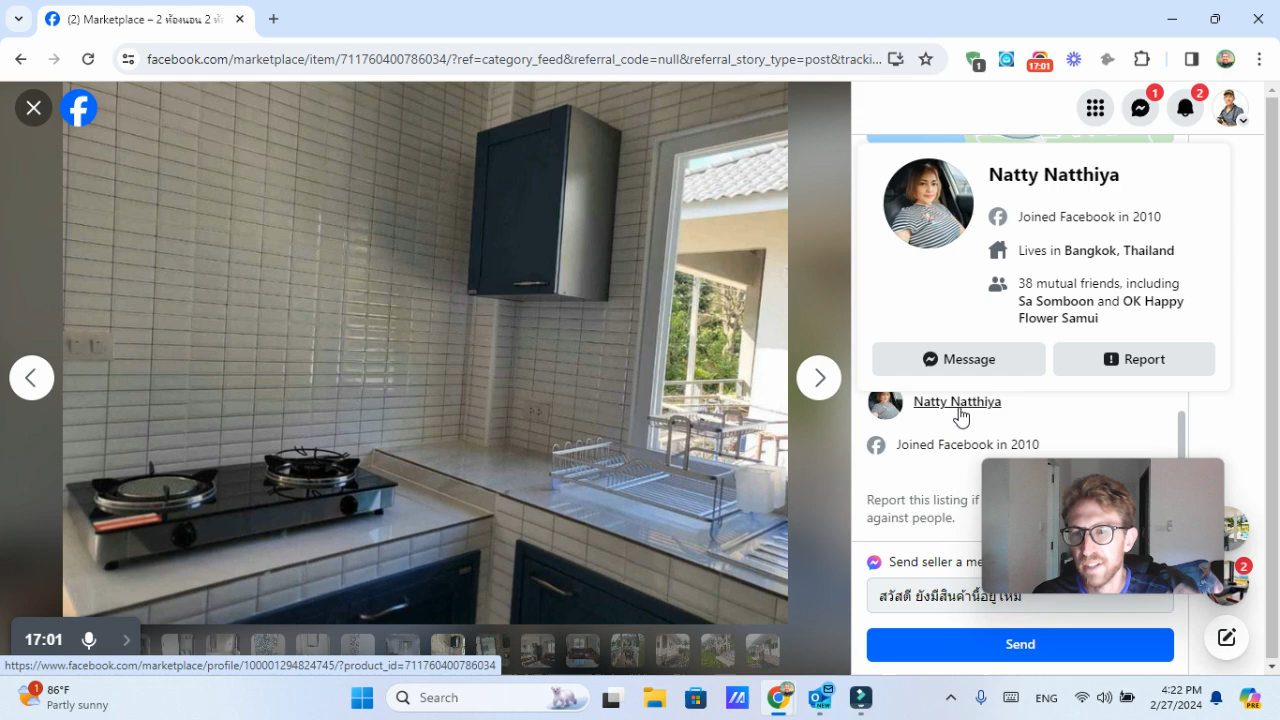 (2) Marketplace – 2 ห้องนอน 2 ห้
facebook.com/marketplace/item/711760400786034/?ref=category_feed&referral_code=null&referral_story_type=post&tracki...
1
17:01
1
2
Natty Natthiya
Joined Facebook in 2010
Lives in Bangkok, Thailand
38 mutual friends, including
Sa Somboon and OK Happy
Flower Samui
Message
Report
Natty Natthiya
Joined Facebook in 2010
Report this listing if
against people.
Send seller a me
2
สวัสดี ยังมีสินค้านี้อยู่ไหม
Send
17:01
https://www.facebook.com/marketplace/profile/100001294824745/?product_id=711760400786034
1
86°F
Partly sunny
Search
NEW
ENG
4:22 PM
2/27/2024
PRE